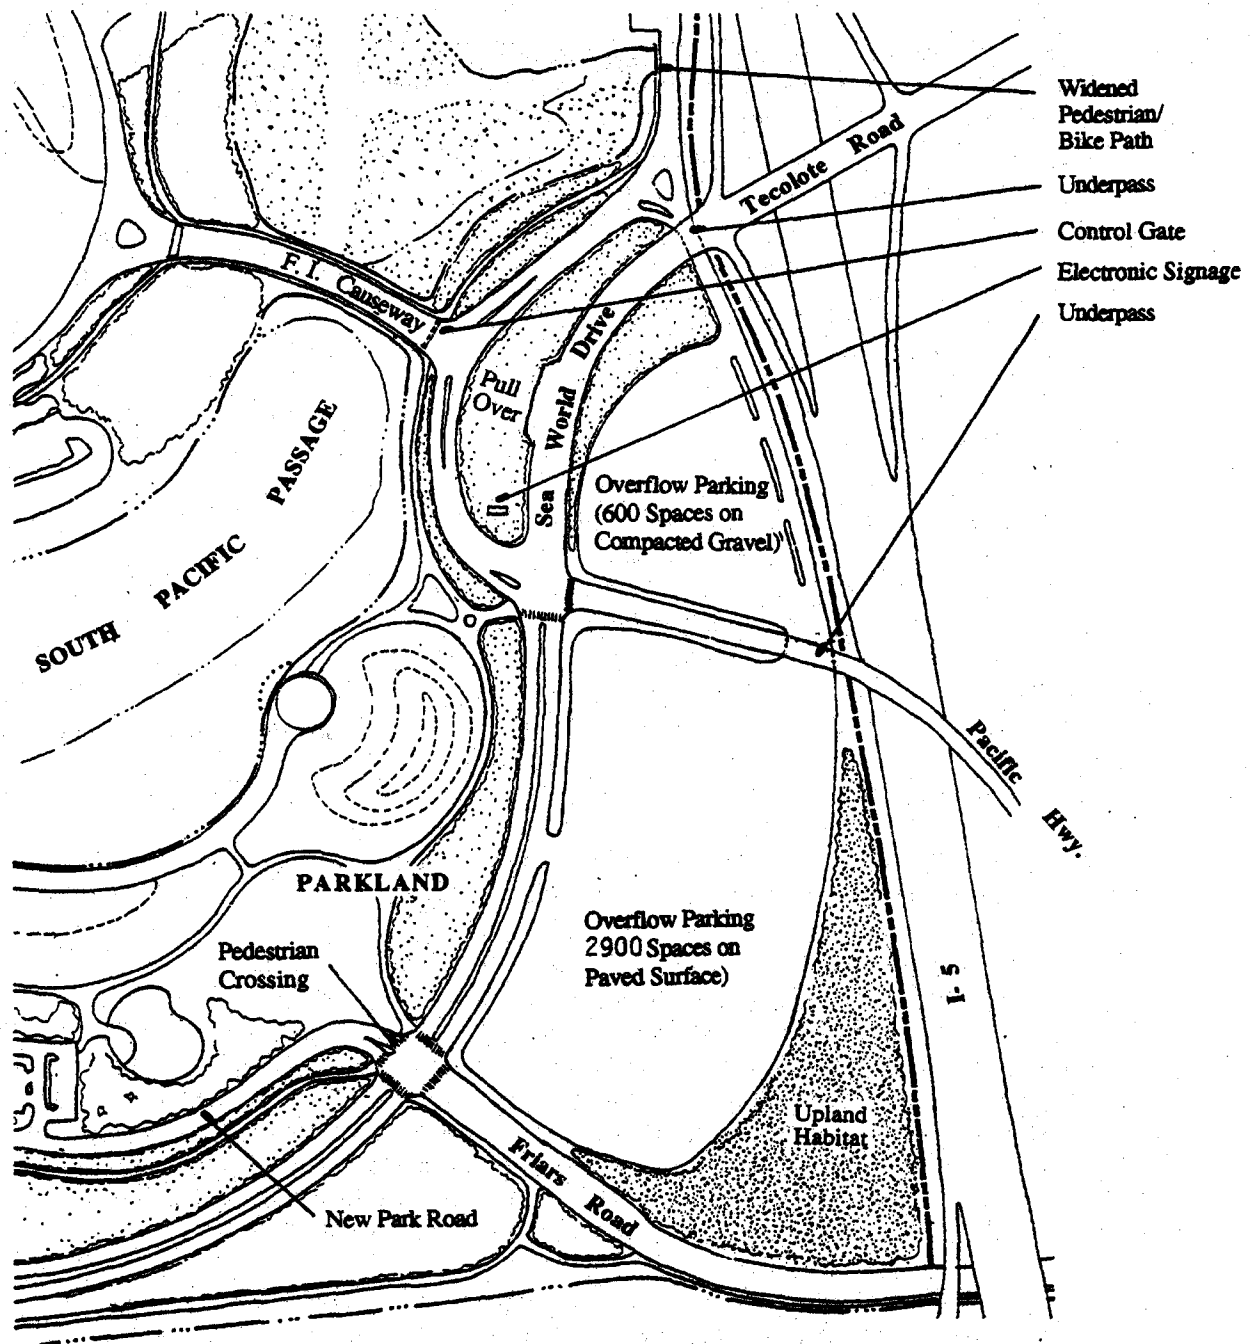 Widened
Pedestrian/
Bike Path
Tecolote Road
Underpass
Control Gate
Electronic Signage
Underpass
F. I. Causeway
Pull
Over
Sea World Drive
SOUTH PACIFIC PASSAGE
Overflow Parking
(600 Spaces on
Compacted Gravel)
Pacific Hwy.
PARKLAND
Overflow Parking
2900 Spaces on
Paved Surface)
Pedestrian
Crossing
I-5
Upland
Habitat
Friars Road
New Park Road